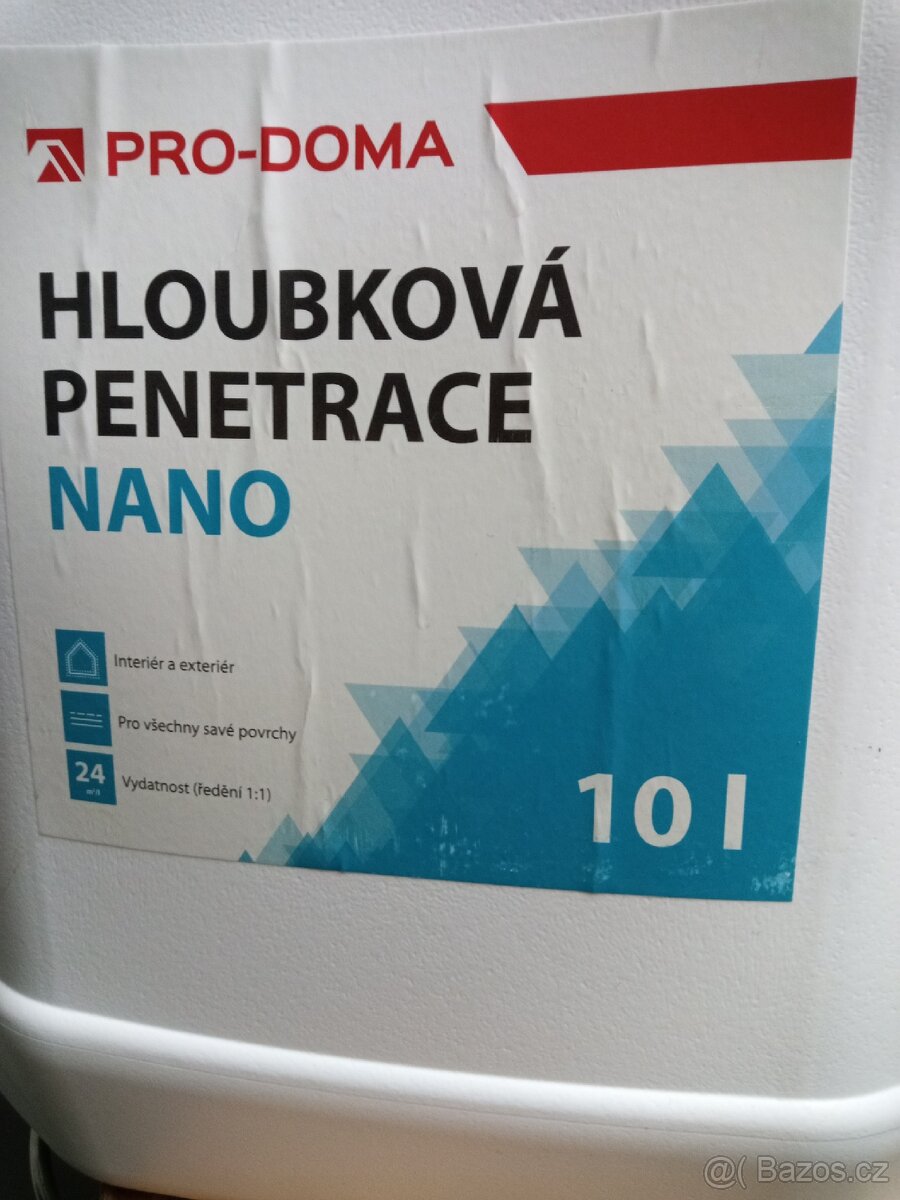 PRO-DOMA
HLOUBKOVÁ
PENETRACE
NANO
Interiér a exteriér
Pro všechny savé povrchy
24
m²/l
Vydatnost (ředění 1:1)
10 l
@( Bazos.cz